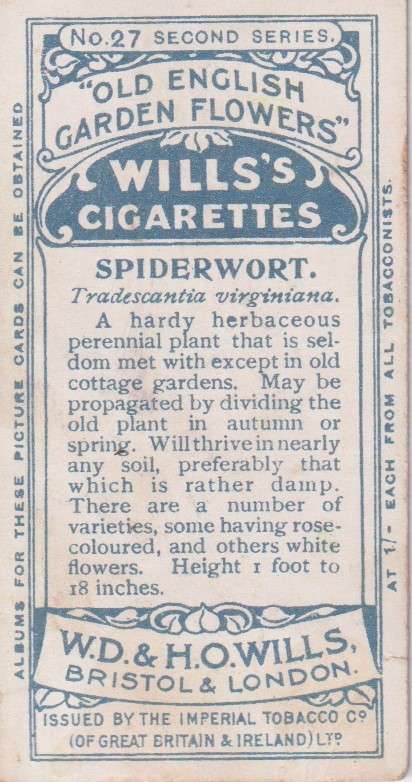 No. 27 SECOND SERIES.
"OLD ENGLISH
GARDEN FLOWERS"
WILLS'S
CIGARETTES
SPIDERWORT.
Tradescantia virginiana.
A hardy herbaceous
perennial plant that is sel-
dom met with except in old
cottage gardens. May be
propagated by dividing the
old plant in autumn or
spring. Will thrive in nearly
any soil, preferably that
which is rather damp.
There are a number of
varieties, some having rose-
coloured, and others white
flowers. Height 1 foot to
18 inches.
W.D. & H.O. WILLS,
BRISTOL & LONDON.
ISSUED BY THE IMPERIAL TOBACCO Co
(OF GREAT BRITAIN & IRELAND) LTD.
ALBUMS FOR THESE PICTURE CARDS CAN BE OBTAINED
AT 1/- EACH FROM ALL TOBACCONISTS.